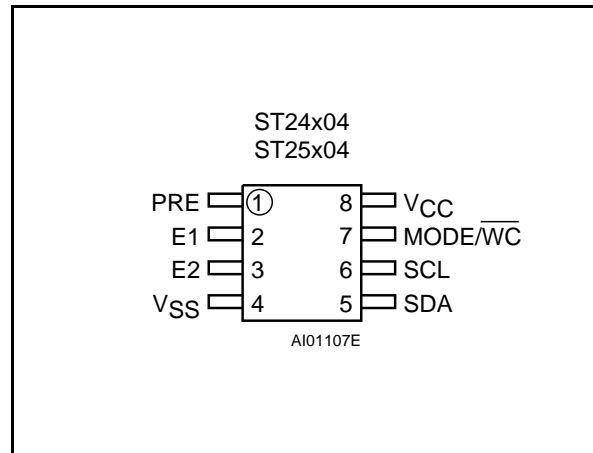 ST24x04
ST25x04
PRE 1 8 VCC
E1 2 7 MODE/WC
E2 3 6 SCL
VSS 4 5 SDA
AI01107E